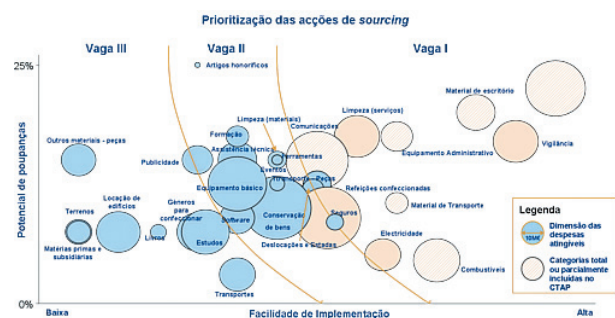 Prioritização das acções de sourcing
Vaga III
Vaga II
Vaga I
25%
Artigos honoríficos
Material de escritório
Limpeza (materiais)
Limpeza (serviços)
Comunicações
Formação
Assistência técnica
Outros materiais - peças
Publicidade
Ferramentas
Equipamento Administrativo
Vigilância
Eventos
Transporte - Peças
Equipamento básico
Refeições confeccionadas
Locação de
edifícios
Géneros
para
confeccionar
Material de Transporte
Terrenos
Software
Conservação
de bens
Seguros
Livros
Estudos
Matérias primas e
subsidiárias
Deslocações e Estadas
Electricidade
Transportes
Combustíveis
Legenda
10M€
Dimensão das
despesas
atingíveis
Categorias total
ou parcialmente
incluídas no
CTAP
Potencial de poupanças
0%
Baixa
Facilidade de Implementação
Alta